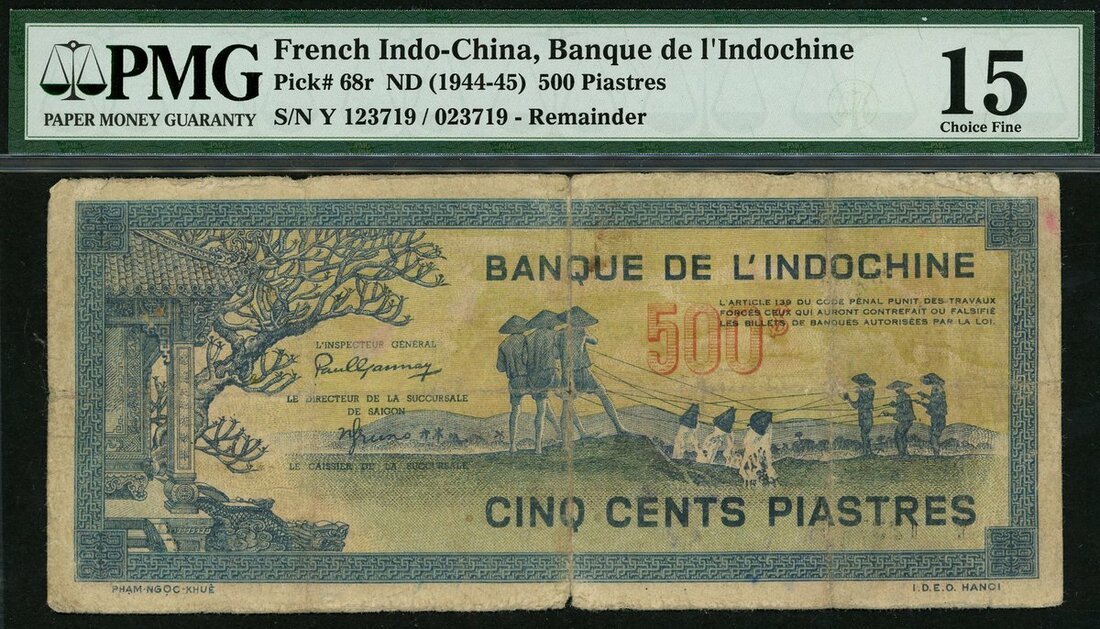 PMG
PAPER MONEY GUARANTY
French Indo-China, Banque de l'Indochine
Pick# 68r ND (1944-45) 500 Piastres
S/N Y 123719 / 023719 - Remainder
15
Choice Fine
BANQUE DE L'INDOCHINE
L'ARTICLE 139 DU CODE PÉNAL PUNIT DES TRAVAUX
FORCÉS CEUX QUI AURONT CONTREFAIT OU FALSIFIÉ
LES BILLETS DE BANQUES AUTORISÉES PAR LA LOI.
500$
L'INSPECTEUR GÉNÉRAL
Paul Gannay
LE DIRECTEUR DE LA SUCCURSALE
DE SAIGON
LE CAISSIER DE LA SUCCURSALE
CINQ CENTS PIASTRES
PHAM-NGỌC-KHUÊ
I.D.E.O. HANOI